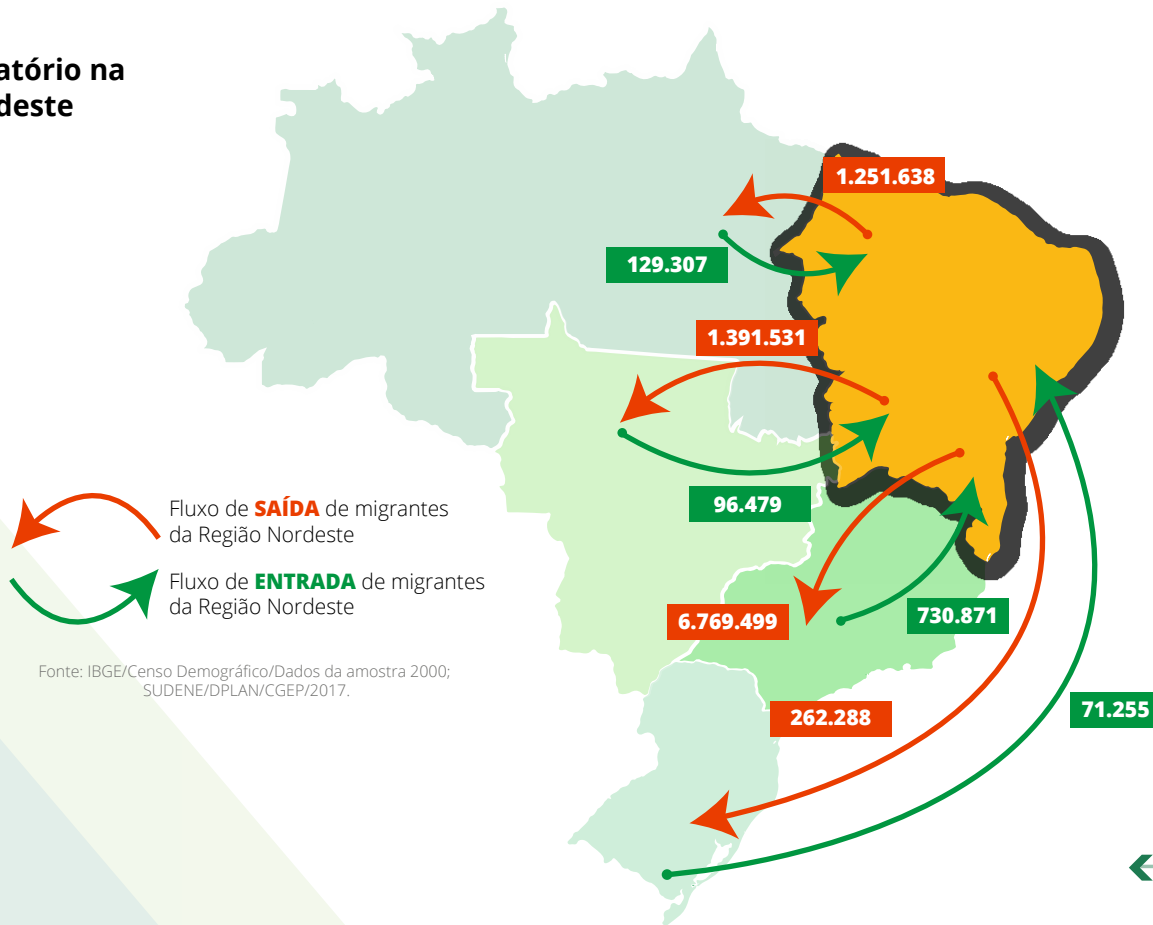 atório na
deste
1.251.638
129.307
1.391.531
96.479
Fluxo de SAÍDA de migrantes
da Região Nordeste
Fluxo de ENTRADA de migrantes
da Região Nordeste
6.769.499
730.871
Fonte: IBGE/Censo Demográfico/Dados da amostra 2000;
SUDENE/DPLAN/CGEP/2017.
262.288
71.255